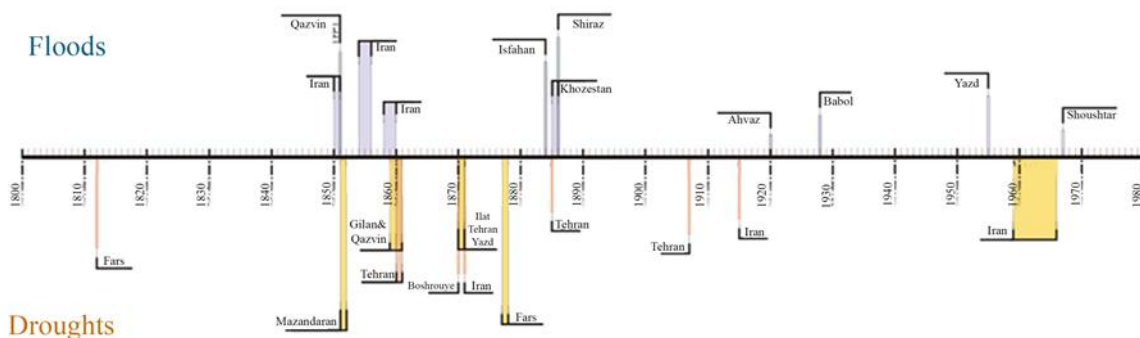 Floods
Qazvin
Iran
Iran
Iran
Isfahan
Shiraz
Khozestan
Ahvaz
Babol
Yazd
Shoushtar
1800
1810
1820
1830
1840
1850
1860
1870
1880
1890
1900
1910
1920
1930
1940
1950
1960
1970
1980
Fars
Mazandaran
Gilan&
Qazvin
Tehran
Boshrouye
Ilat
Tehran
Yazd
Iran
Fars
Tehran
Tehran
Iran
Iran
Droughts